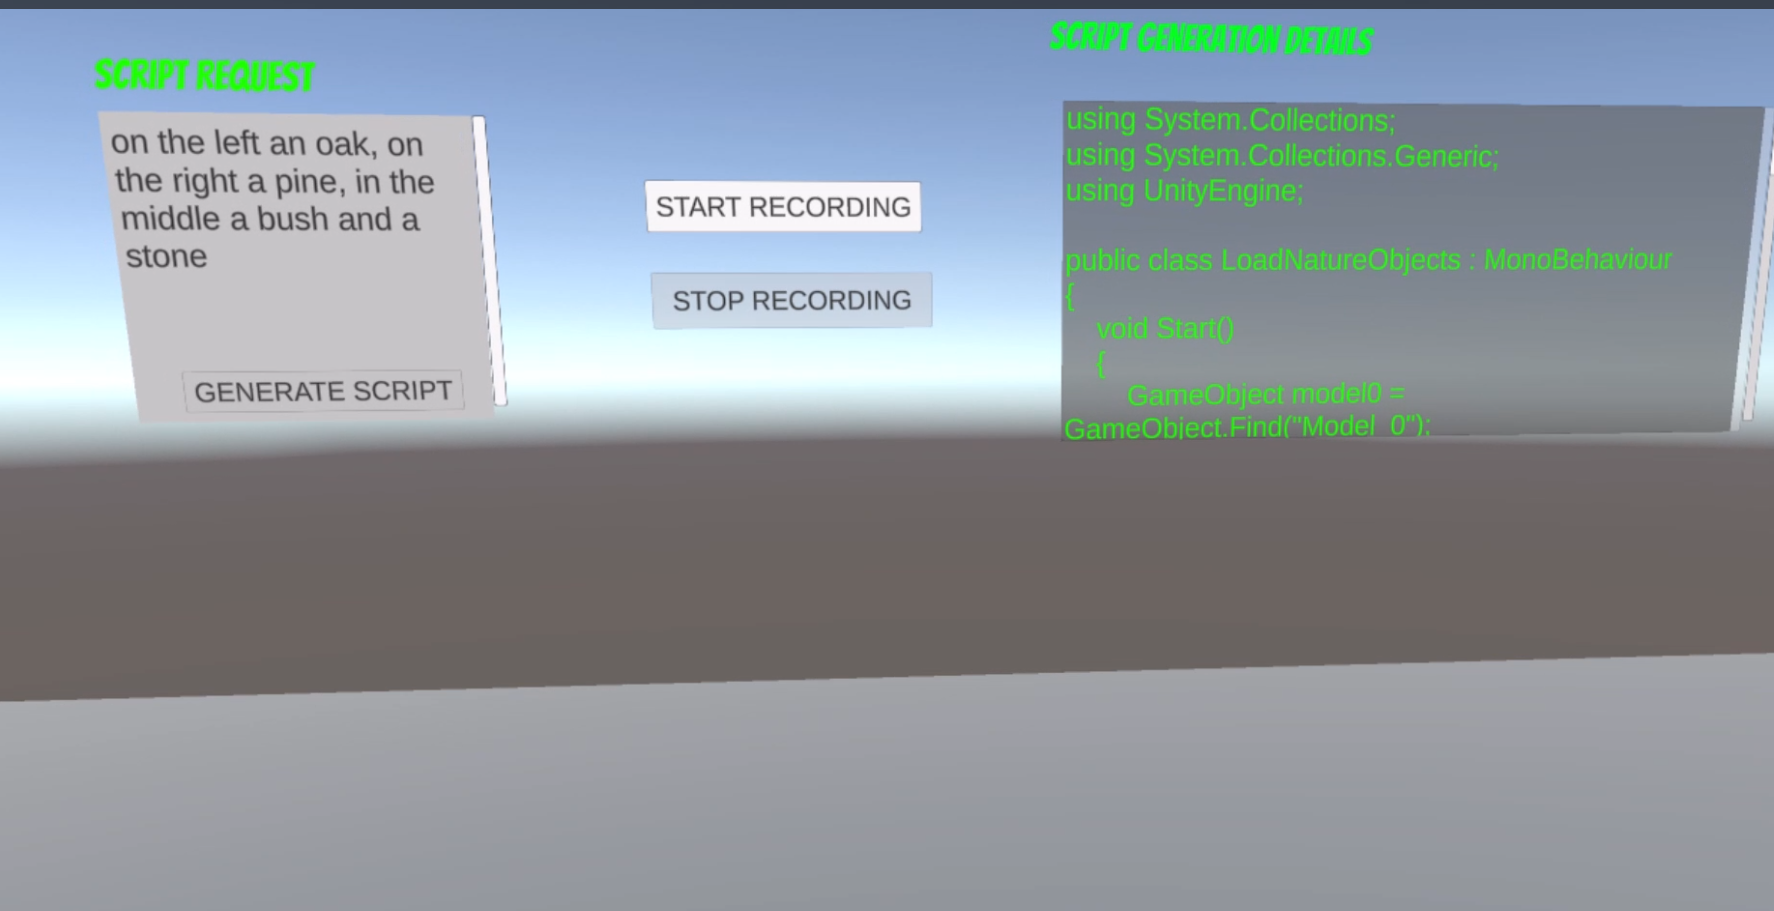 SCRIPT REQUEST
on the left an oak, on
the right a pine, in the
middle a bush and a
stone
GENERATE SCRIPT
START RECORDING
STOP RECORDING
SCRIPT GENERATION DETAILS
using System.Collections;
using System.Collections.Generic;
using UnityEngine;
public class LoadNatureObjects : MonoBehaviour
{
void Start()
{
GameObject model0 =
GameObject.Find("Model_0");